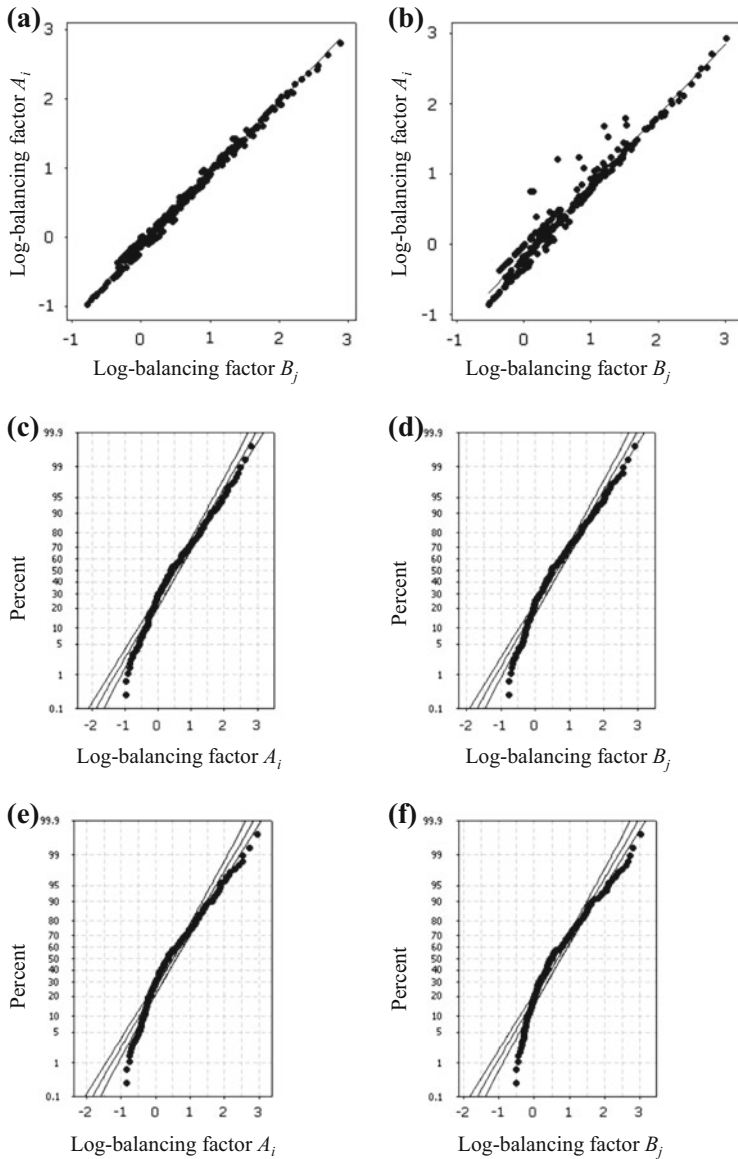 (a)
3
2
1
0
-1
-1 0 1 2 3
Log-balancing factor A_i
Log-balancing factor B_j
(b)
3
2
1
0
-1
-1 0 1 2 3
Log-balancing factor A_i
Log-balancing factor B_j
(c)
99.9
99
95
90
80
70
60
50
40
30
20
10
5
1
0.1
-2 -1 0 1 2 3
Percent
Log-balancing factor A_i
(d)
99.9
99
95
90
80
70
60
50
40
30
20
10
5
1
0.1
-2 -1 0 1 2 3
Percent
Log-balancing factor B_j
(e)
99.9
99
95
90
80
70
60
50
40
30
20
10
5
1
0.1
-2 -1 0 1 2 3
Percent
Log-balancing factor A_i
(f)
99.9
99
95
90
80
70
60
50
40
30
20
10
5
1
0.1
-2 -1 0 1 2 3
Percent
Log-balancing factor B_j